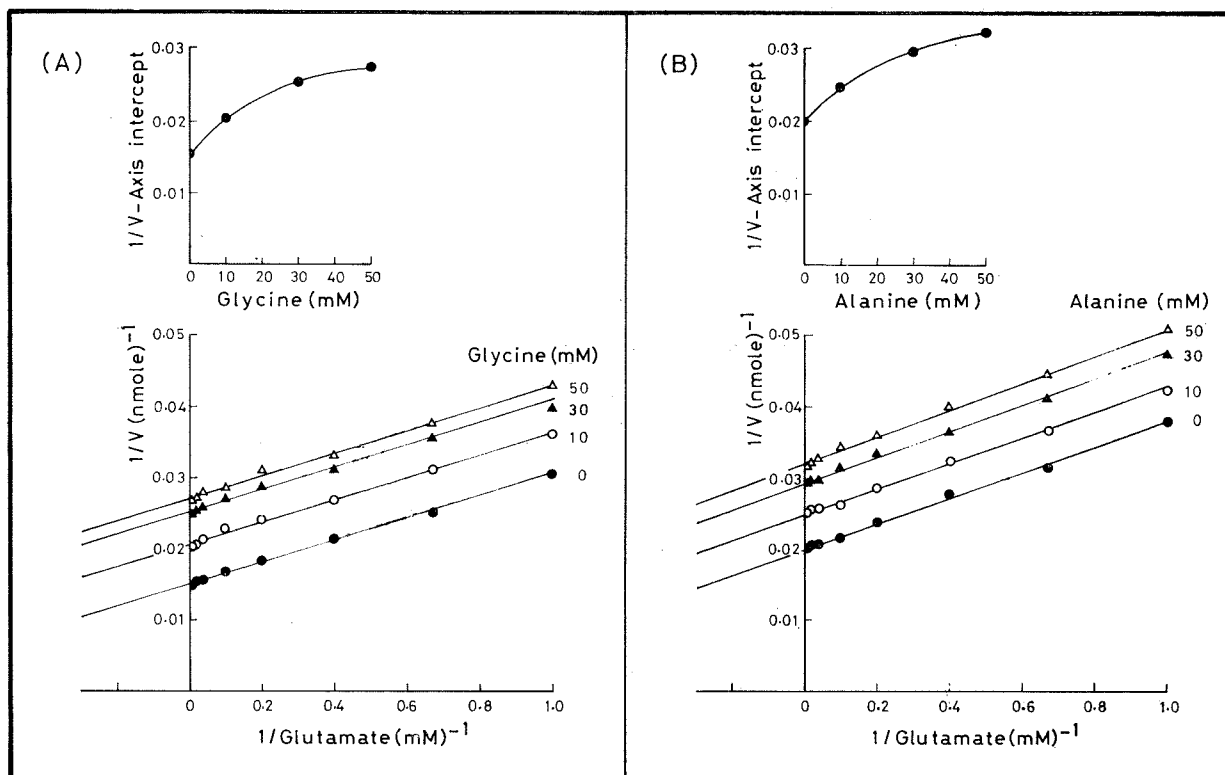 (A)
1/V-Axis intercept
0·03
0·02
0·01
0 10 20 30 40 50
Glycine (mM)
1/V (nmole)⁻¹
0·05
0·04
0·03
0·02
0·01
Glycine (mM)
50
30
10
0
0 0·2 0·4 0·6 0·8 1·0
1/Glutamate (mM)⁻¹
(B)
1/V-Axis intercept
0·03
0·02
0·01
0 10 20 30 40 50
Alanine (mM)
1/V (nmole)⁻¹
0·05
0·04
0·03
0·02
0·01
Alanine (mM)
50
30
10
0
0 0·2 0·4 0·6 0·8 1·0
1/Glutamate (mM)⁻¹